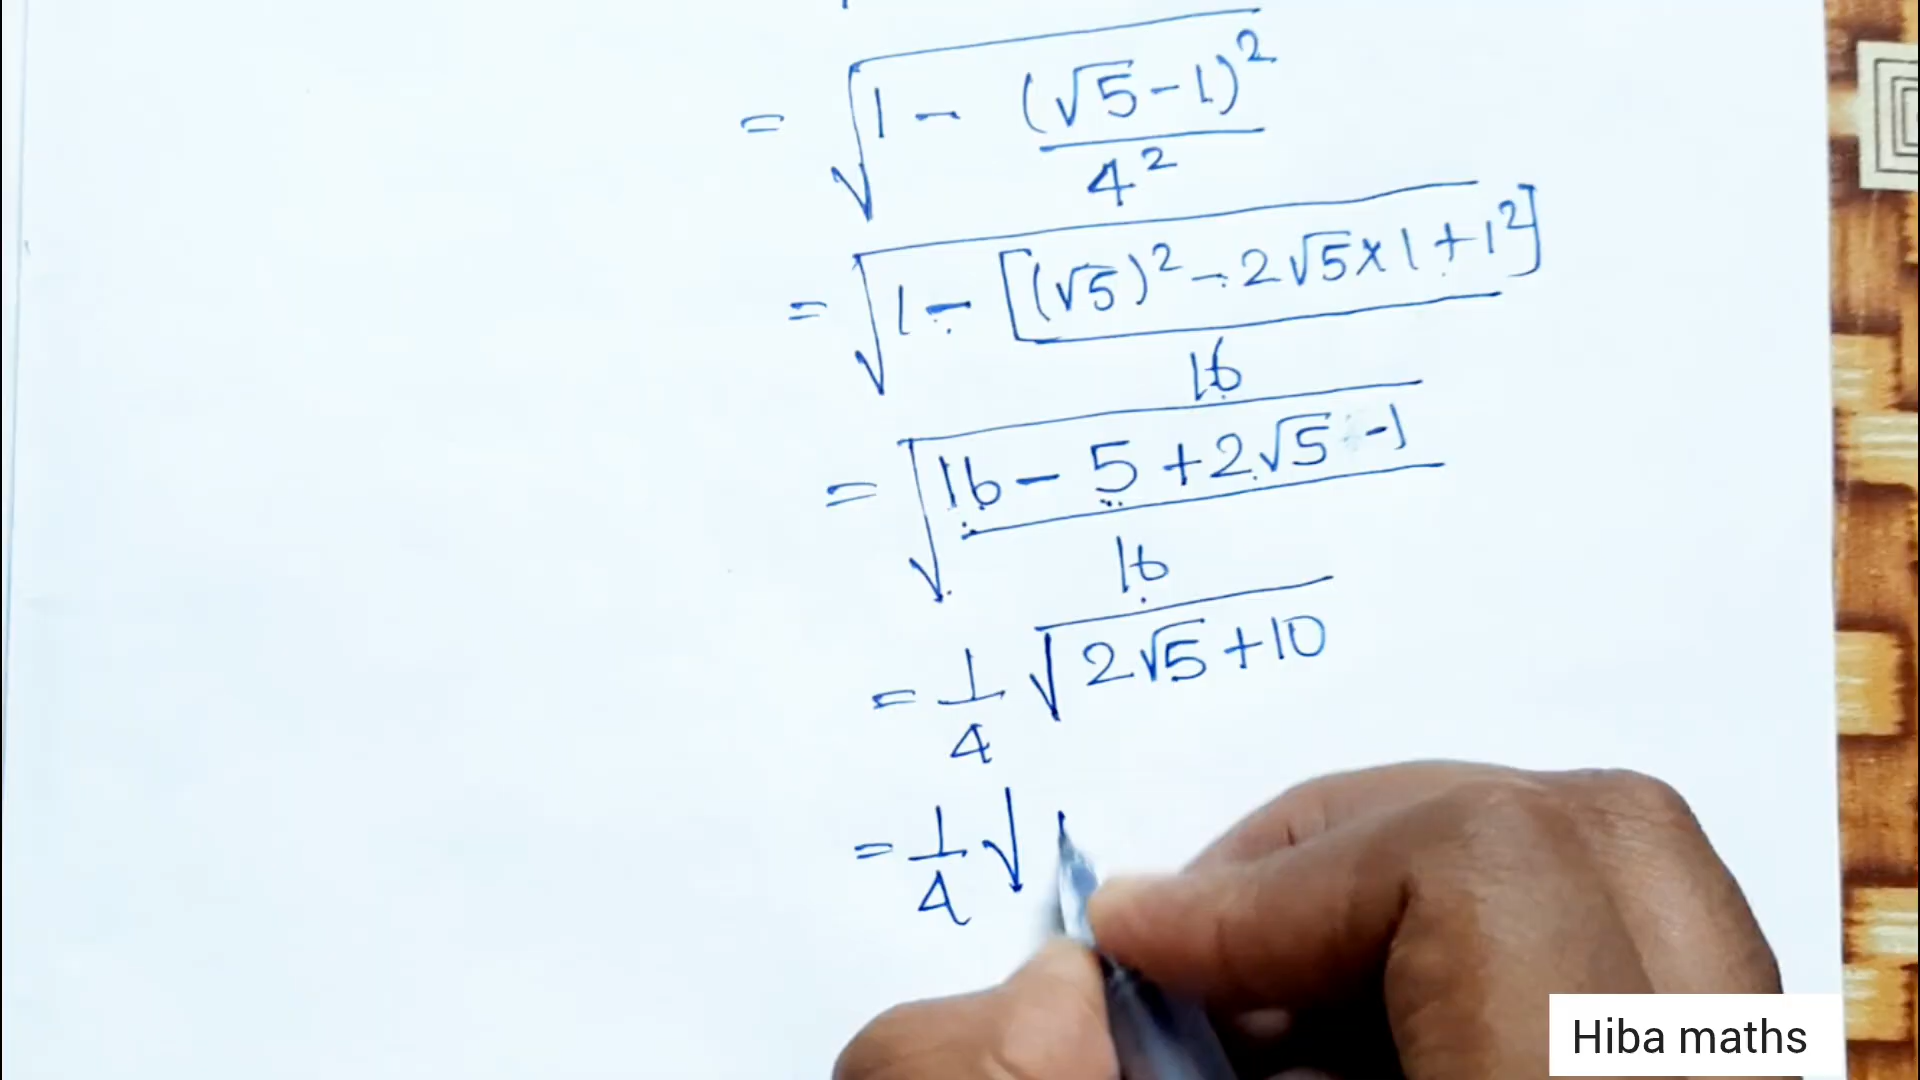 = √(1 - (√5 - 1)² / 4²)
= √(1 - [(√5)² - 2√5 × 1 + 1²] / 16)
= √((16 - 5 + 2√5 - 1) / 16)
= 1/4 √(2√5 + 10)
= 1/4 √
Hiba maths